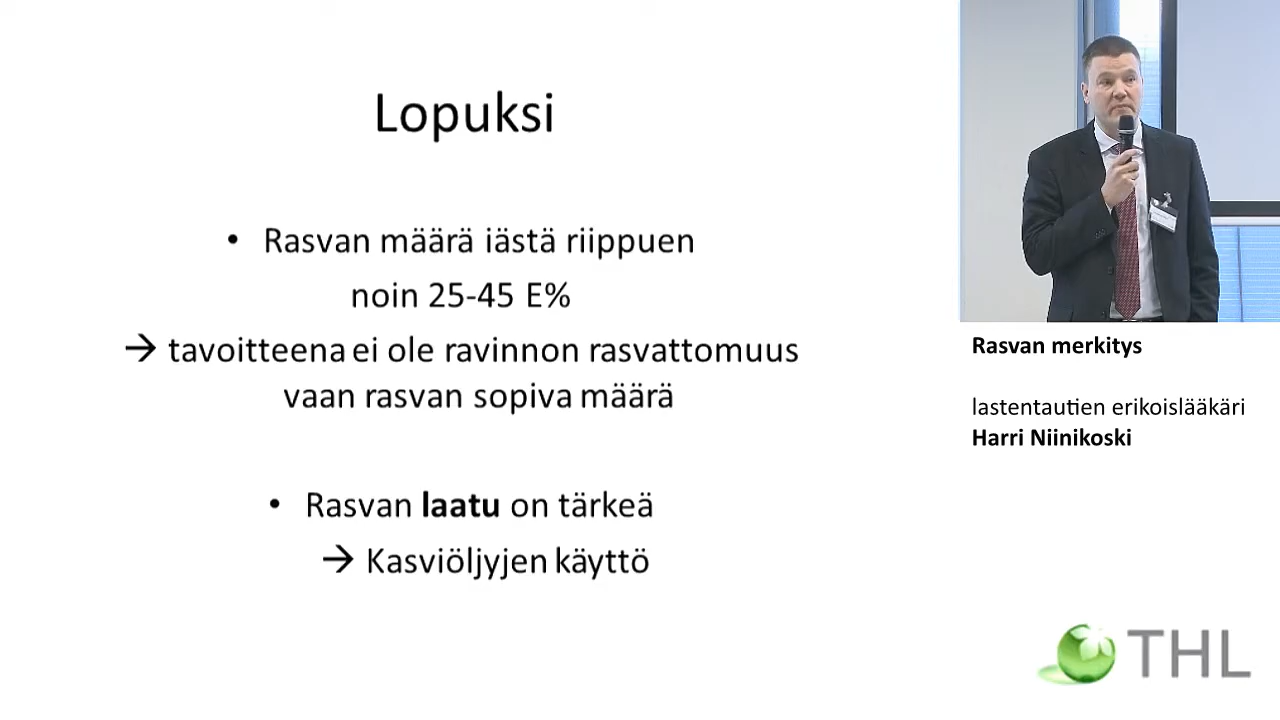 Lopuksi
• Rasvan määrä iästä riippuen
noin 25-45 E%
→ tavoitteena ei ole ravinnon rasvattomuus
vaan rasvan sopiva määrä
• Rasvan laatu on tärkeä
→ Kasviöljyjen käyttö
Rasvan merkitys
lastentautien erikoislääkäri
Harri Niinikoski
THL